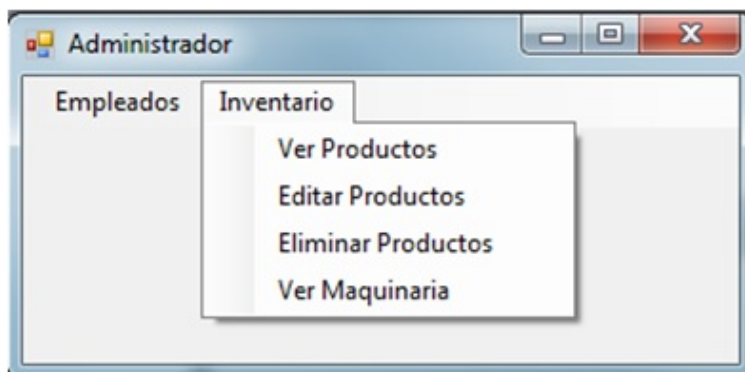 Administrador
Empleados Inventario
Ver Productos
Editar Productos
Eliminar Productos
Ver Maquinaria